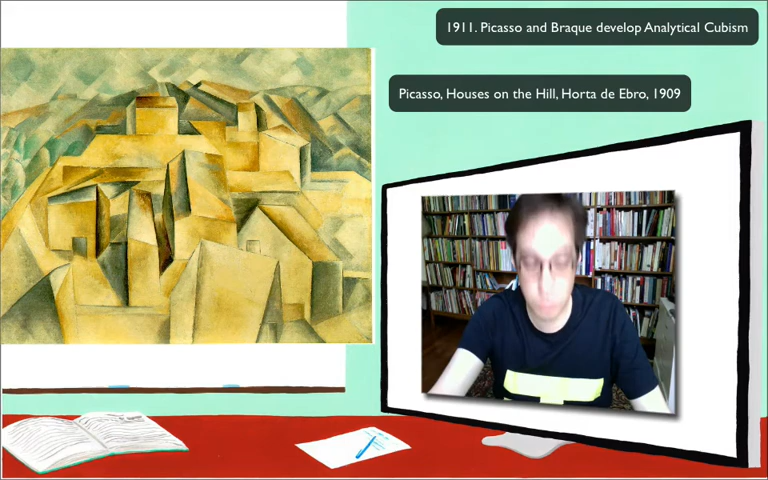 1911. Picasso and Braque develop Analytical Cubism
Picasso, Houses on the Hill, Horta de Ebro, 1909